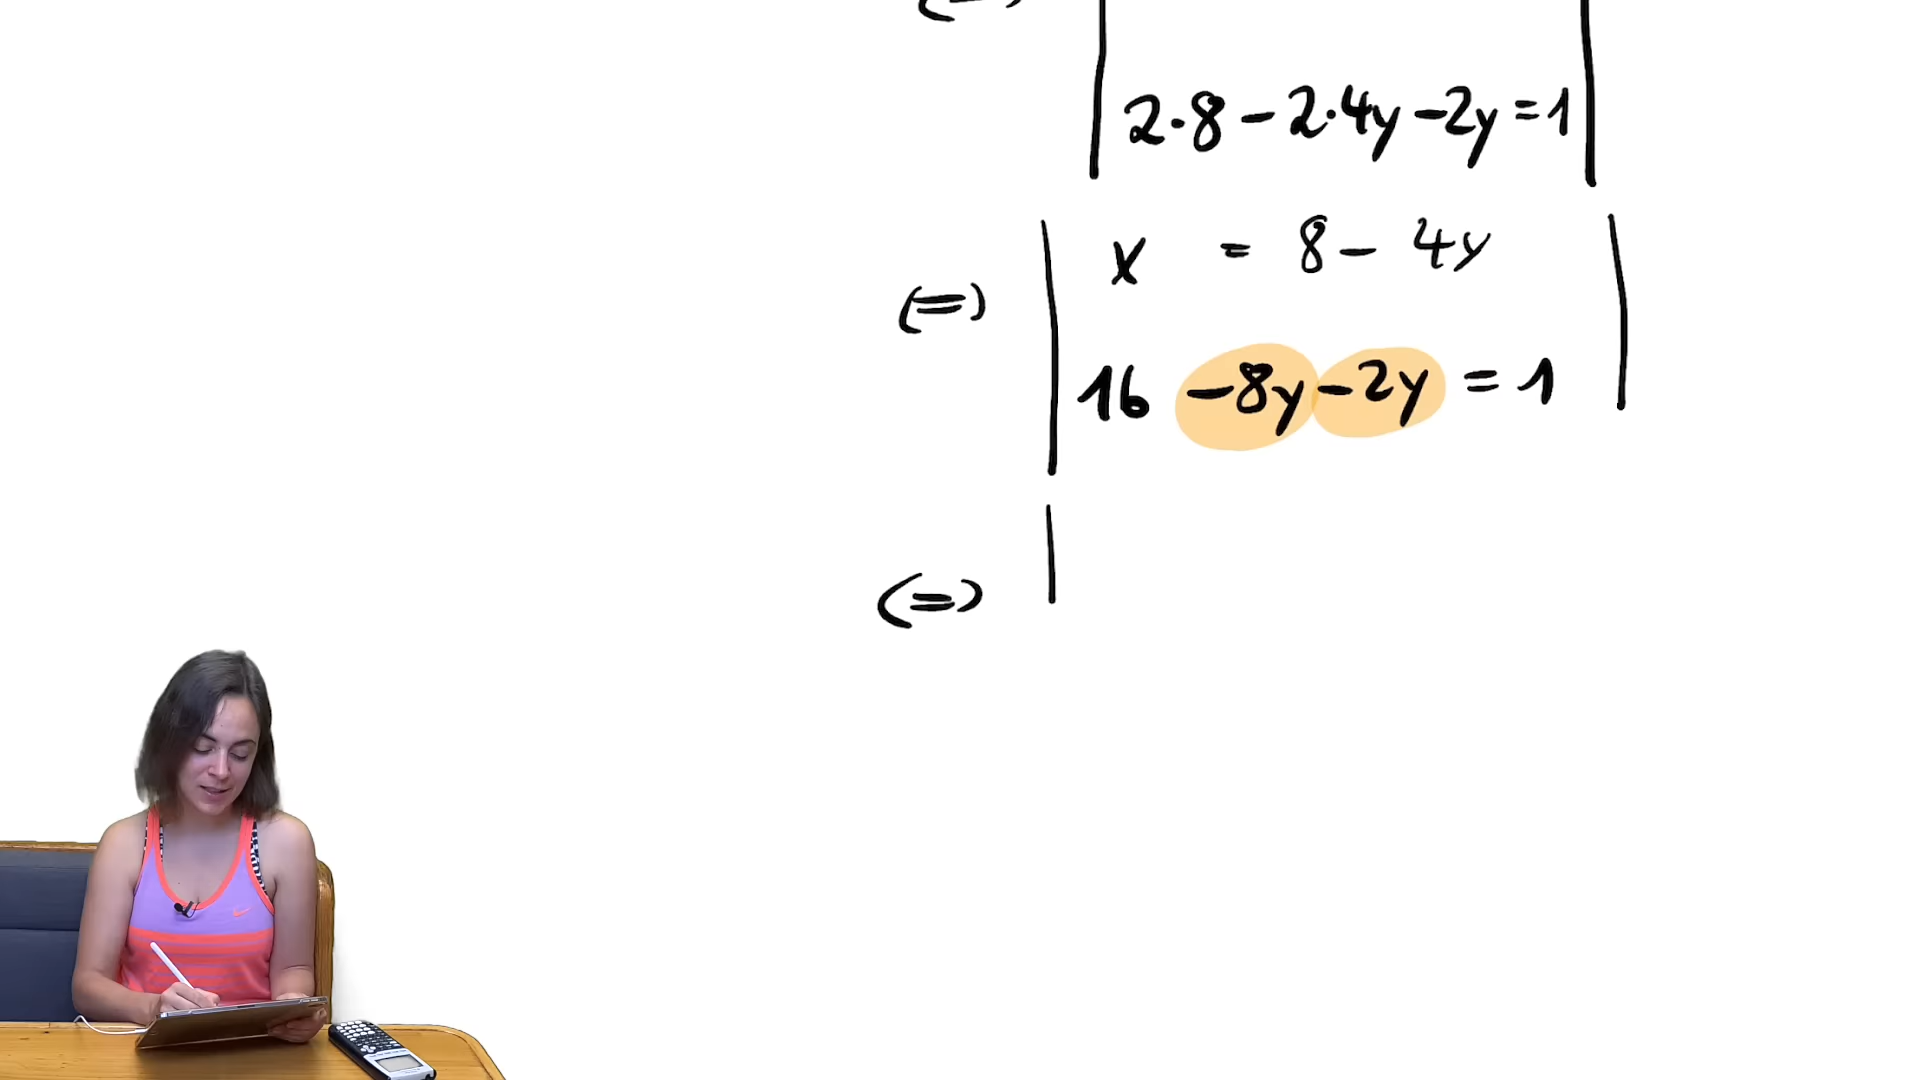 2·8 - 2·4y - 2y = 1
(=) x = 8 - 4y
16 - 8y - 2y = 1
(=)